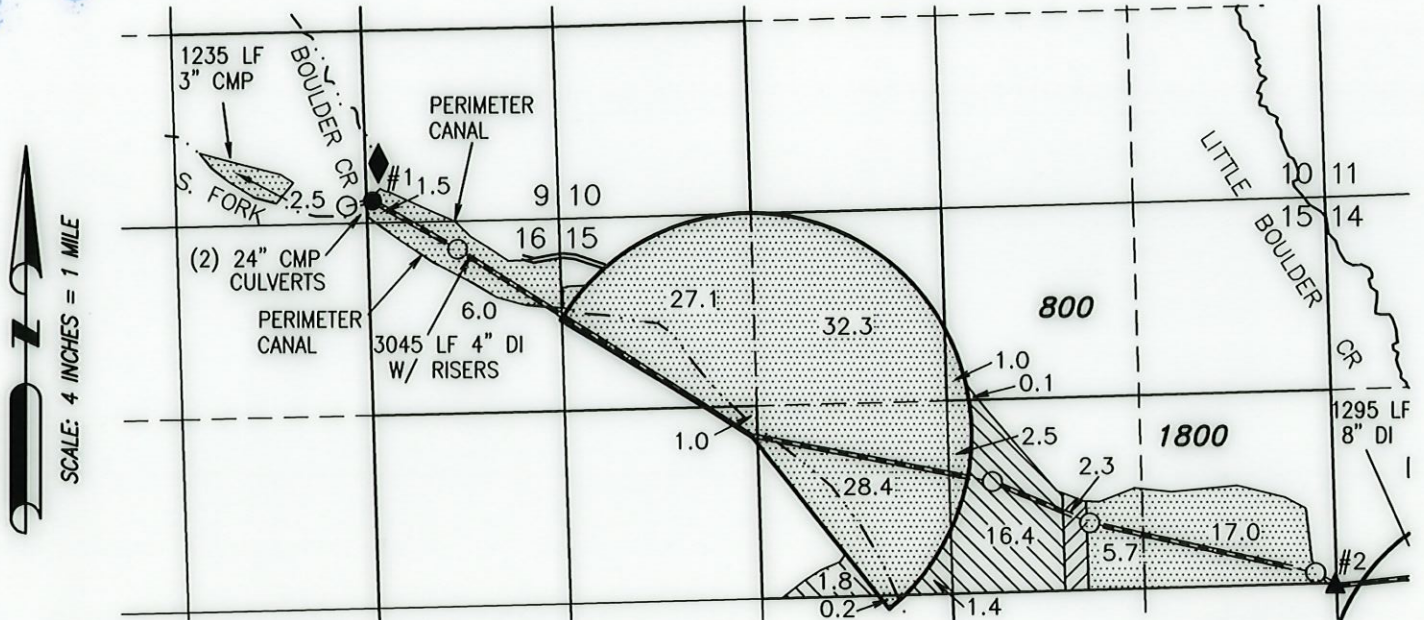 1235 LF
3" CMP
BOULDER CR
PERIMETER
CANAL
S. FORK
2.5
#1
1.5
9 10
16 15
(2) 24" CMP
CULVERTS
PERIMETER
CANAL
6.0
3045 LF 4" DI
W/ RISERS
27.1
32.3
800
1.0
0.1
LITTLE BOULDER CR
10 11
15 14
1.0
2.5
1800
1295 LF
8" DI
28.4
2.3
16.4
5.7
17.0
#2
1.8
0.2
1.4
N
SCALE: 4 INCHES = 1 MILE